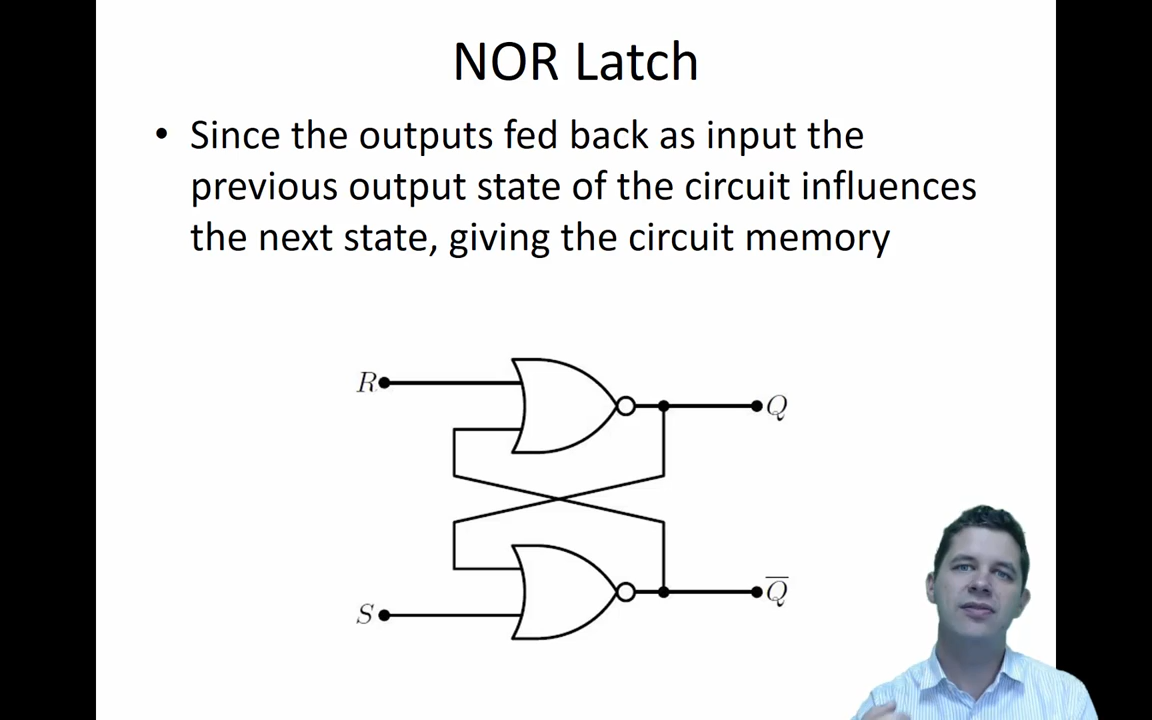 NOR Latch
• Since the outputs fed back as input the
previous output state of the circuit influences
the next state, giving the circuit memory
R
Q
S
Q̅